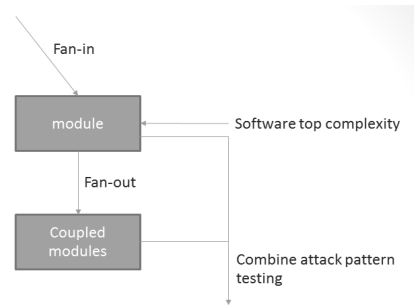 Fan-in
module
Software top complexity
Fan-out
Coupled
modules
Combine attack pattern
testing